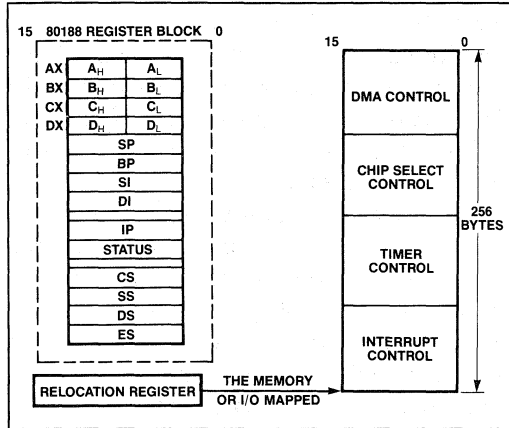 15 80188 REGISTER BLOCK 0
AX AH AL
BX BH BL
CX CH CL
DX DH DL
SP
BP
SI
DI
IP
STATUS
CS
SS
DS
ES
RELOCATION REGISTER
THE MEMORY
OR I/O MAPPED
15 0
DMA CONTROL
CHIP SELECT
CONTROL
TIMER
CONTROL
INTERRUPT
CONTROL
256
BYTES